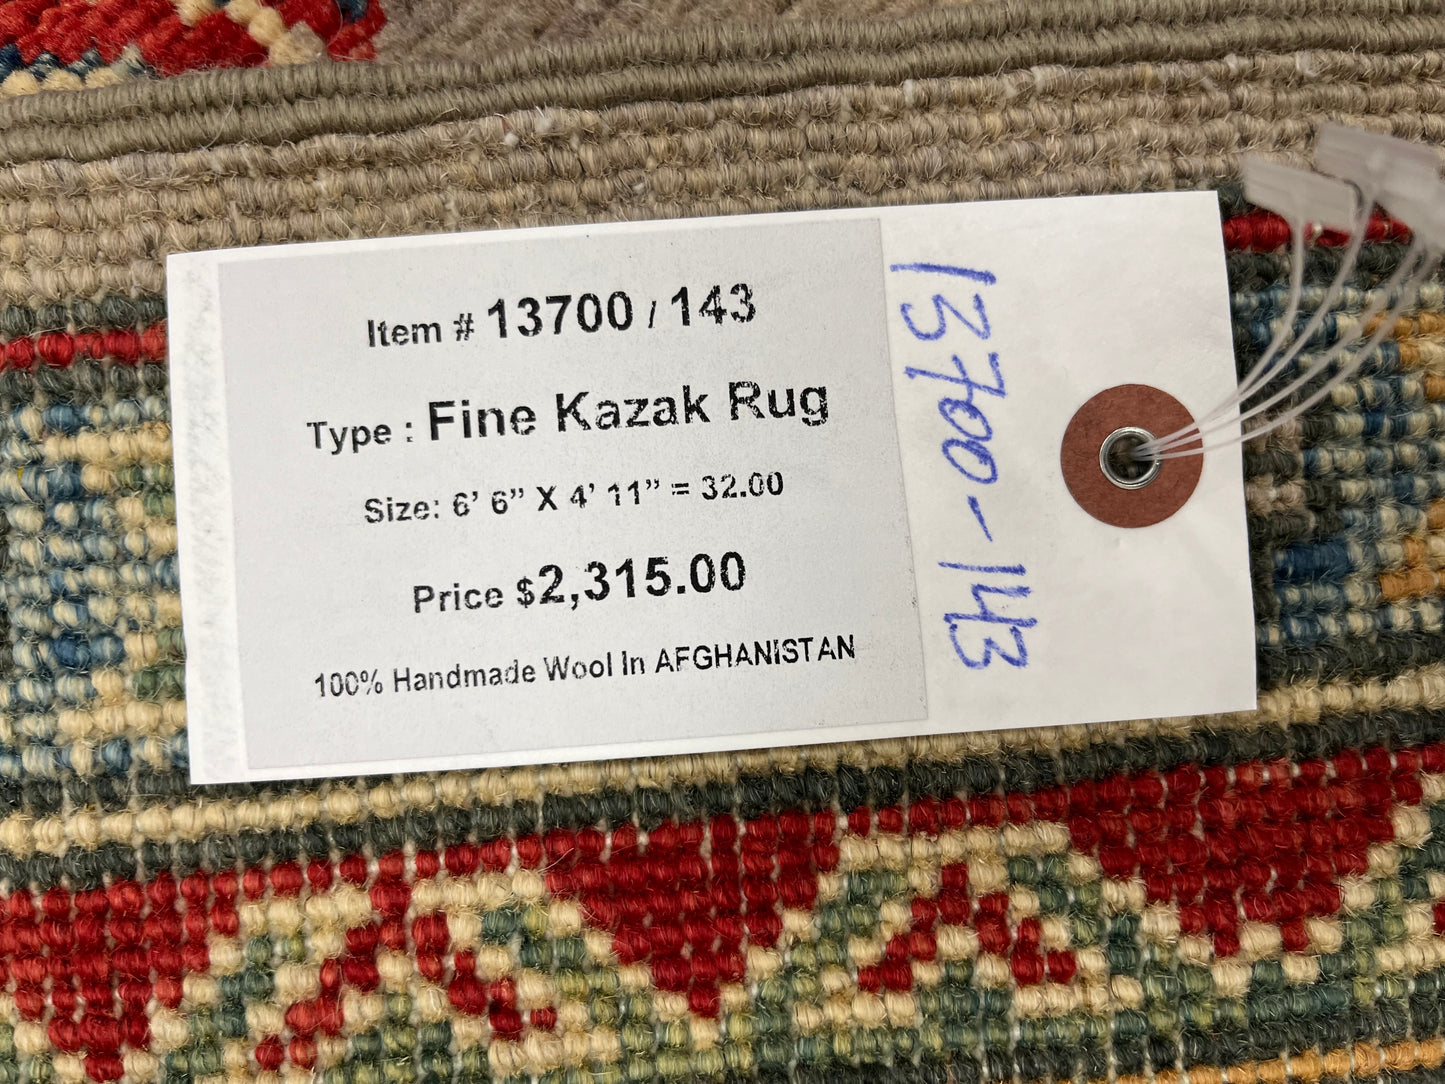 Item # 13700 / 143
Type : Fine Kazak Rug
Size: 6’ 6” X 4’ 11” = 32.00
Price $2,315.00
100% Handmade Wool In AFGHANISTAN
13700-143